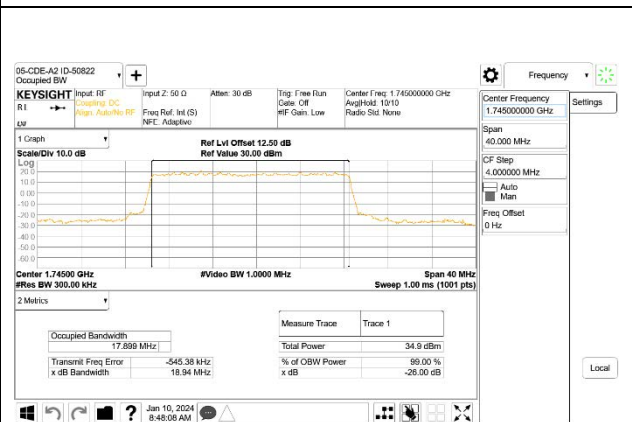 05-CDE-A2 ID-50822
Occupied BW
+
Frequency
KEYSIGHT
Input: RF
Coupling: DC
Align: Auto/No RF
Input Z: 50 Ω
Freq Ref: Int (S)
NFE: Adaptive
Atten: 30 dB
Trig: Free Run
Gate: Off
#IF Gain: Low
Center Freq: 1.745000000 GHz
Avg|Hold: 10/10
Radio Std: None
Center Frequency
1.745000000 GHz
Settings
Span
40.000 MHz
CF Step
4.000000 MHz
Auto
Man
Freq Offset
0 Hz
Local
1 Graph
Scale/Div 10.0 dB
Ref Lvl Offset 12.50 dB
Ref Value 30.00 dBm
Log
20.0
10.0
0.00
-10.0
-20.0
-30.0
-40.0
-50.0
-60.0
Center 1.74500 GHz
#Res BW 300.00 kHz
#Video BW 1.0000 MHz
Span 40 MHz
Sweep 1.00 ms (1001 pts)
2 Metrics
Occupied Bandwidth
17.899 MHz
Transmit Freq Error -545.38 kHz
x dB Bandwidth 18.94 MHz
Measure Trace Trace 1
Total Power 34.9 dBm
% of OBW Power 99.00 %
x dB -26.00 dB
?
Jan 10, 2024
8:48:08 AM